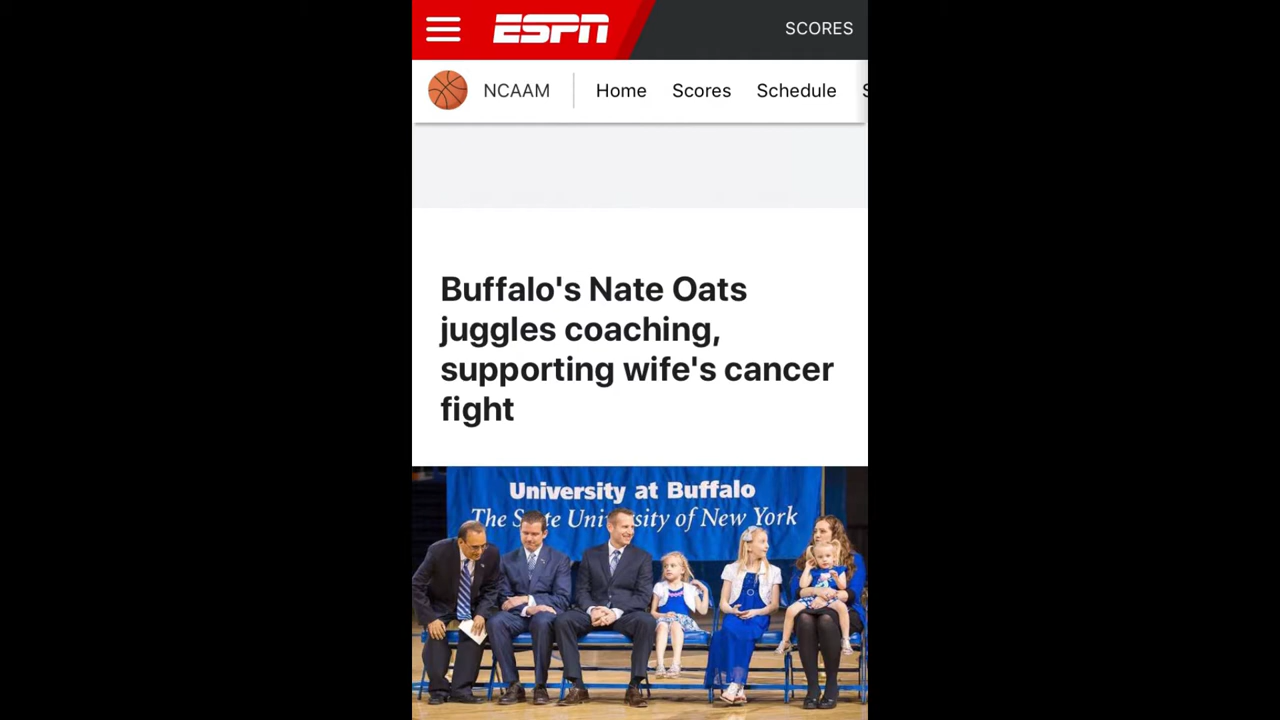 ESPN
SCORES
NCAAM
Home
Scores
Schedule
S
Buffalo's Nate Oats
juggles coaching,
supporting wife's cancer
fight
University at Buffalo
The State University of New York